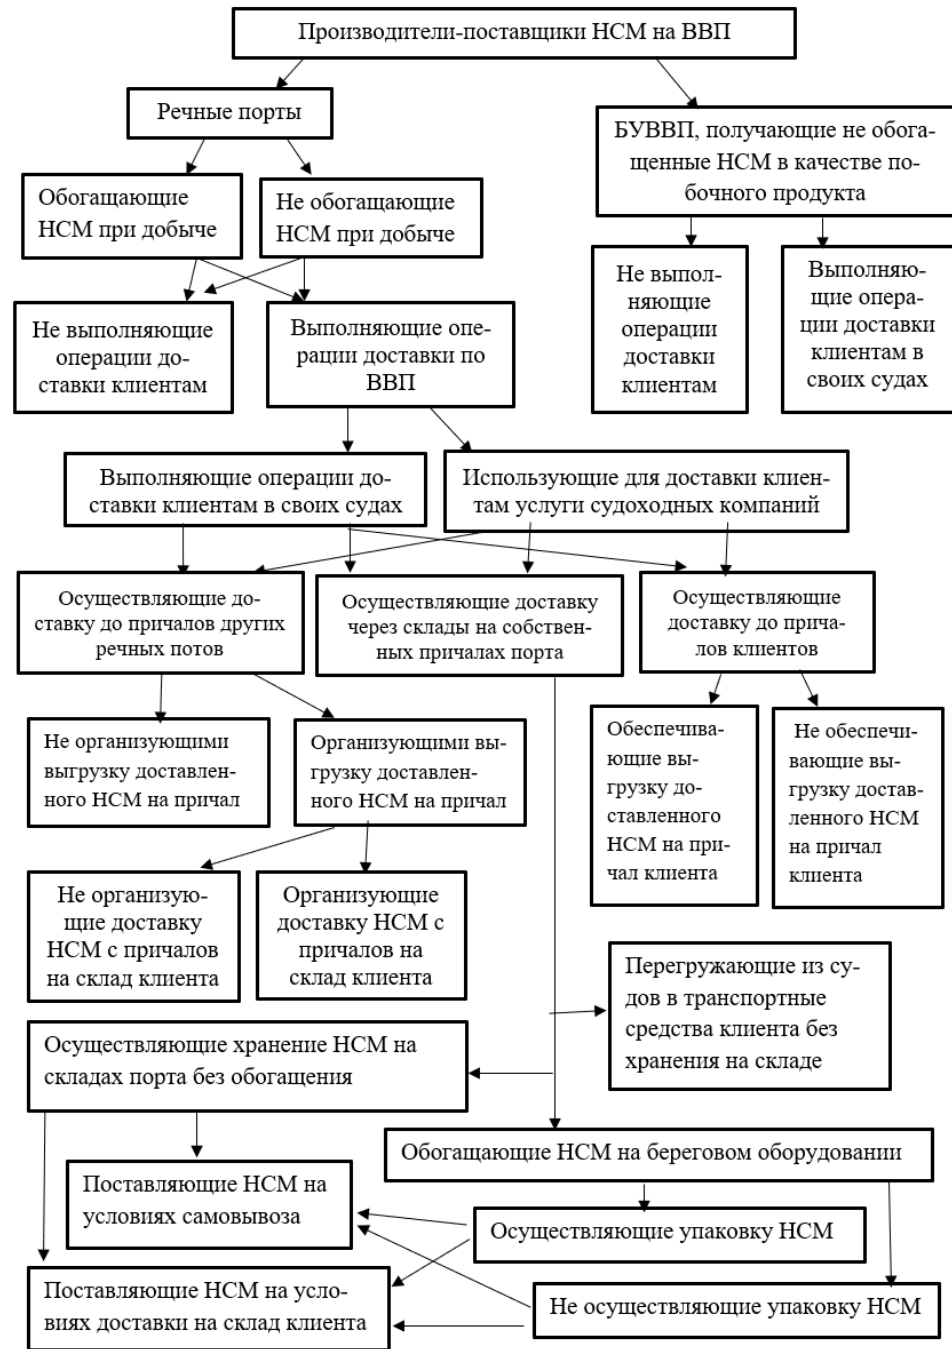 Производители-поставщики НСМ на ВВП
Речные порты
БУВВП, получающие не обога-
щенные НСМ в качестве по-
бочного продукта
Обогащающие
НСМ при добыче
Не обогащающие
НСМ при добыче
Не выполняющие
операции до-
ставки клиентам
Выполняющие опе-
рации доставки по
ВВП
Не выпол-
няющие
операции
доставки
клиентам
Выполняю-
щие опера-
ции доставки
клиентам в
своих судах
Выполняющие операции до-
ставки клиентам в своих судах
Использующие для доставки клиен-
там услуги судоходных компаний
Осуществляющие до-
ставку до причалов других
речных потов
Осуществляющие доставку
через склады на собствен-
ных причалах порта
Осуществляющие
доставку до прича-
лов клиентов
Не организующими
выгрузку доставлен-
ного НСМ на причал
Организующими вы-
грузку доставлен-
ного НСМ на причал
Обеспечива-
ющие вы-
грузку до-
ставленного
НСМ на при-
чал клиента
Не обеспечи-
вающие вы-
грузку достав-
ленного НСМ
на причал
клиента
Не организую-
щие доставку
НСМ с причалов
на склад клиента
Организующие
доставку НСМ с
причалов на
склад клиента
Перегружающие из су-
дов в транспортные
средства клиента без
хранения на складе
Осуществляющие хранение НСМ на
складах порта без обогащения
Обогащающие НСМ на береговом оборудовании
Поставляющие НСМ на
условиях самовывоза
Осуществляющие упаковку НСМ
Поставляющие НСМ на усло-
виях доставки на склад клиента
Не осуществляющие упаковку НСМ